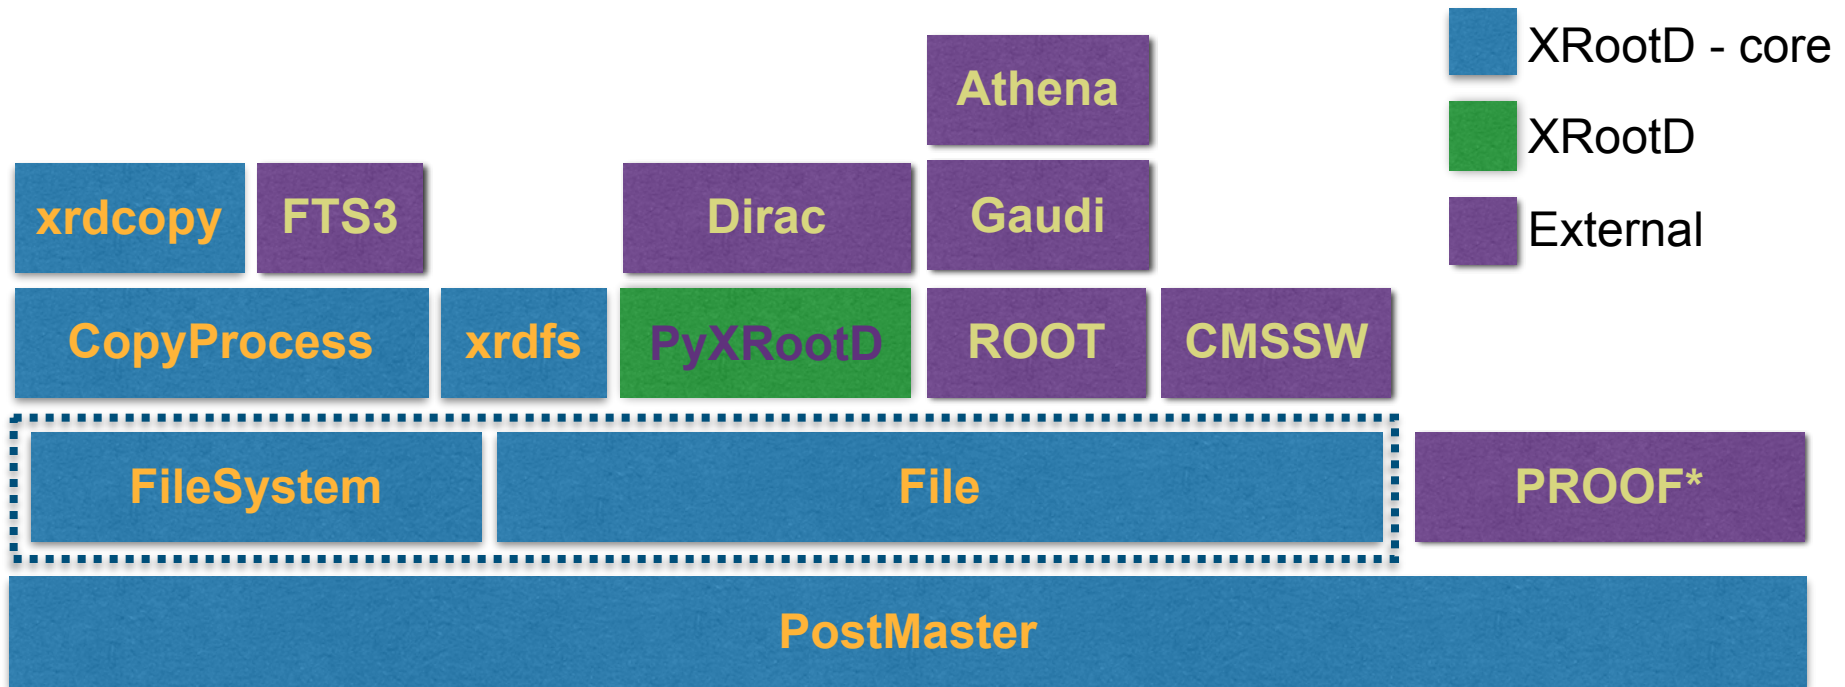 XRootD - core
Athena
XRootD
xrdcopy
FTS3
Dirac
Gaudi
External
CopyProcess
xrdfs
PyXRootD
ROOT
CMSSW
FileSystem
File
PROOF*
PostMaster